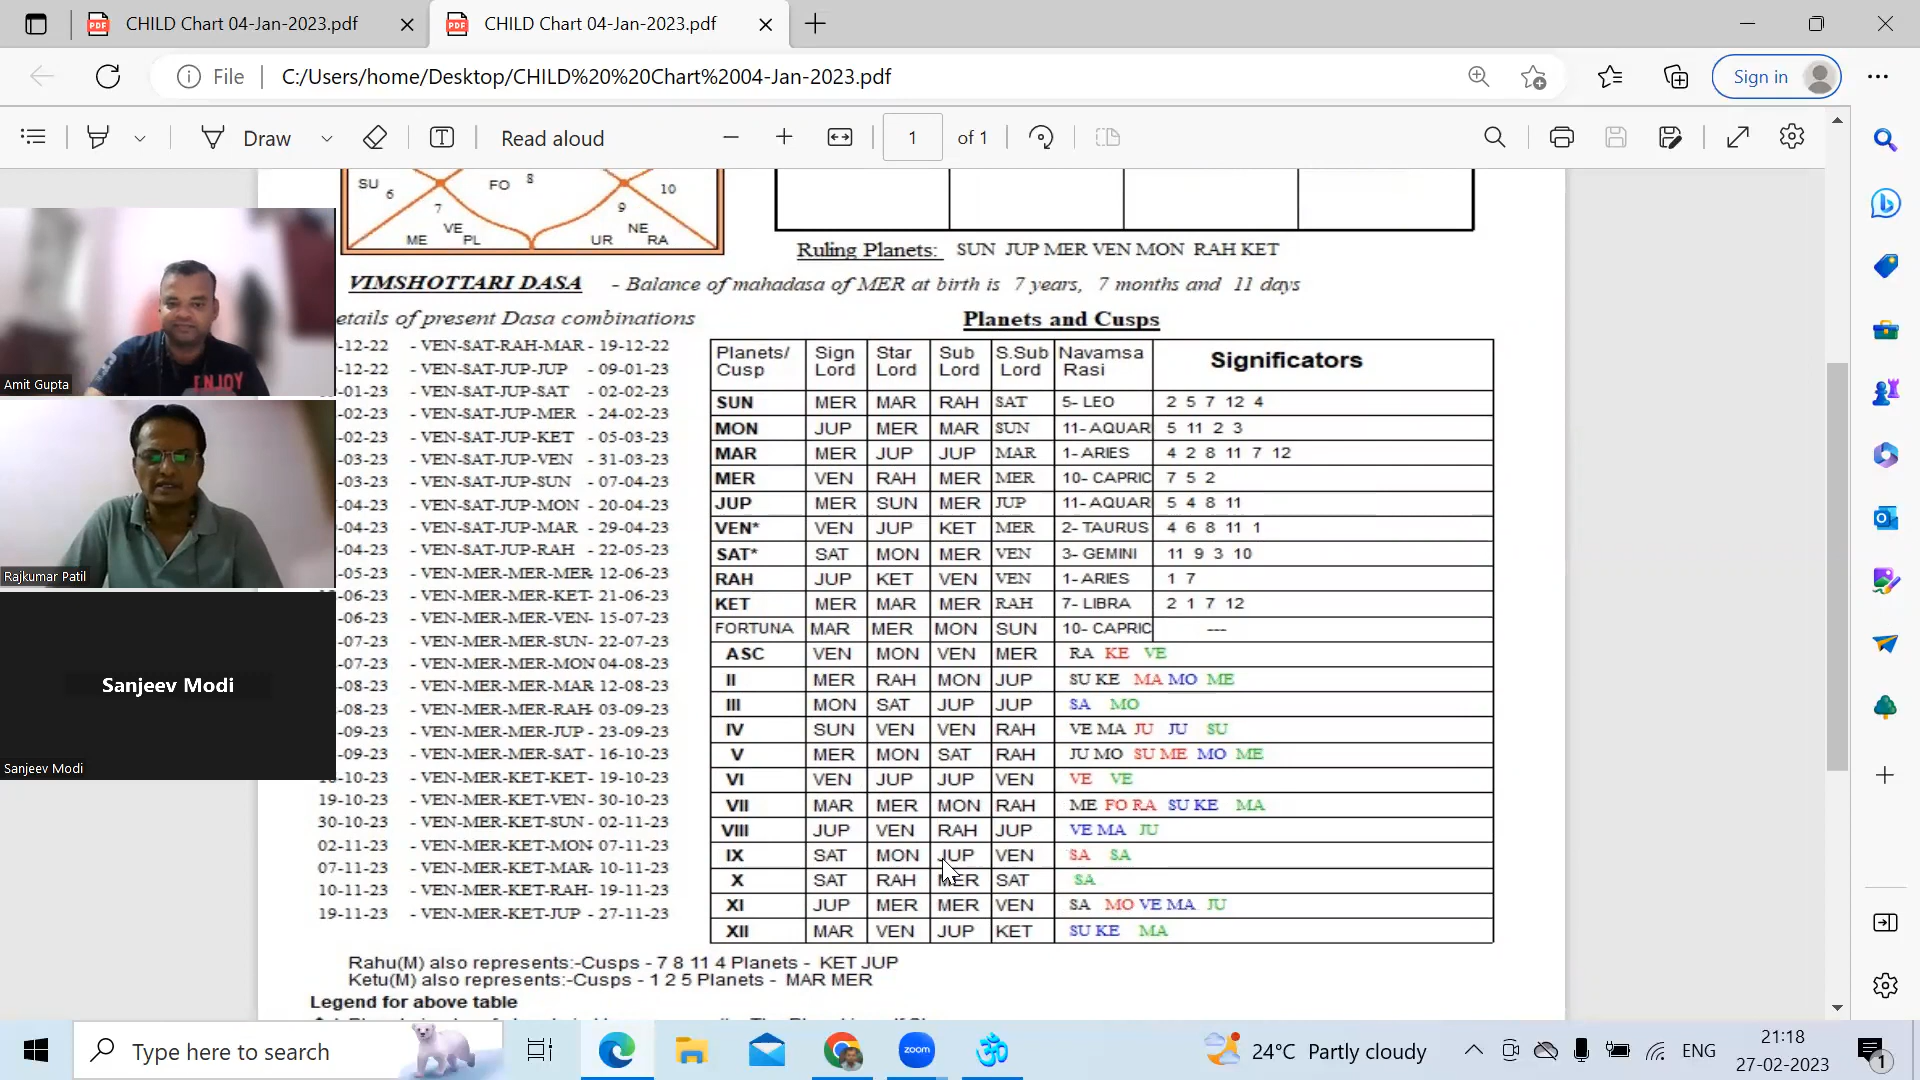 CHILD Chart 04-Jan-2023.pdf
CHILD Chart 04-Jan-2023.pdf
File
C:/Users/home/Desktop/CHILD%20%20Chart%2004-Jan-2023.pdf
Sign in
Draw
Read aloud
1 of 1
SU 6 FO 8 10
7 9
VE NE
ME PL UR RA
Ruling Planets: SUN JUP MER VEN MON RAH KET
VIMSHOTTARI DASA - Balance of mahadasa of MER at birth is 7 years, 7 months and 11 days
etails of present Dasa combinations
-12-22 - VEN-SAT-RAH-MAR - 19-12-22
-12-22 - VEN-SAT-JUP-JUP - 09-01-23
-01-23 - VEN-SAT-JUP-SAT - 02-02-23
-02-23 - VEN-SAT-JUP-MER - 24-02-23
-02-23 - VEN-SAT-JUP-KET - 05-03-23
-03-23 - VEN-SAT-JUP-VEN - 31-03-23
-03-23 - VEN-SAT-JUP-SUN - 07-04-23
-04-23 - VEN-SAT-JUP-MON - 20-04-23
-04-23 - VEN-SAT-JUP-MAR - 29-04-23
-04-23 - VEN-SAT-JUP-RAH - 22-05-23
-05-23 - VEN-MER-MER-MER- 12-06-23
-06-23 - VEN-MER-MER-KET- 21-06-23
-06-23 - VEN-MER-MER-VEN- 15-07-23
-07-23 - VEN-MER-MER-SUN- 22-07-23
-07-23 - VEN-MER-MER-MON 04-08-23
-08-23 - VEN-MER-MER-MAR 12-08-23
-08-23 - VEN-MER-MER-RAH- 03-09-23
-09-23 - VEN-MER-MER-JUP - 23-09-23
-09-23 - VEN-MER-MER-SAT - 16-10-23
-10-23 - VEN-MER-KET-KET- 19-10-23
19-10-23 - VEN-MER-KET-VEN - 30-10-23
30-10-23 - VEN-MER-KET-SUN - 02-11-23
02-11-23 - VEN-MER-KET-MON- 07-11-23
07-11-23 - VEN-MER-KET-MAR- 10-11-23
10-11-23 - VEN-MER-KET-RAH- 19-11-23
19-11-23 - VEN-MER-KET-JUP - 27-11-23
Planets and Cusps
Planets/ Cusp Sign Lord Star Lord Sub Lord S.Sub Lord Navamsa Rasi Significators
SUN MER MAR RAH SAT 5- LEO 2 5 7 12 4
MON JUP MER MAR SUN 11- AQUAR 5 11 2 3
MAR MER JUP JUP MAR 1- ARIES 4 2 8 11 7 12
MER VEN RAH MER MER 10- CAPRIC 7 5 2
JUP MER SUN MER JUP 11- AQUAR 5 4 8 11
VEN* VEN JUP KET MER 2- TAURUS 4 6 8 11 1
SAT* SAT MON MER VEN 3- GEMINI 11 9 3 10
RAH JUP KET VEN VEN 1- ARIES 1 7
KET MER MAR MER RAH 7- LIBRA 2 1 7 12
FORTUNA MAR MER MON SUN 10- CAPRIC ---
ASC VEN MON VEN MER RA KE VE
II MER RAH MON JUP SU KE MA MO ME
III MON SAT JUP JUP SA MO
IV SUN VEN VEN RAH VE MA JU JU SU
V MER MON SAT RAH JU MO SU ME MO ME
VI VEN JUP JUP VEN VE VE
VII MAR MER MON RAH ME FO RA SU KE MA
VIII JUP VEN RAH JUP VE MA JU
IX SAT MON JUP VEN SA SA
X SAT RAH MER SAT SA
XI JUP MER MER VEN SA MO VE MA JU
XII MAR VEN JUP KET SU KE MA
Rahu(M) also represents:-Cusps - 7 8 11 4 Planets - KET JUP
Ketu(M) also represents:-Cusps - 1 2 5 Planets - MAR MER
Legend for above table
ENJOY
Amit Gupta
Rajkumar Patil
Sanjeev Modi
Sanjeev Modi
Type here to search
zoom
24°C Partly cloudy
ENG
21:18
27-02-2023
1